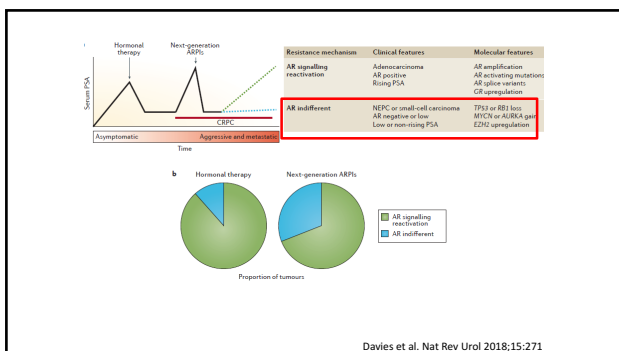 Hormonal therapy
Next-generation ARPIs
Serum PSA
CRPC
Asymptomatic
Aggressive and metastatic
Time
Resistance mechanism Clinical features Molecular features
AR signalling reactivation
Adenocarcinoma
AR positive
Rising PSA
AR amplification
AR activating mutations
AR splice variants
GR upregulation
AR indifferent
NEPC or small-cell carcinoma
AR negative or low
Low or non-rising PSA
TP53 or RB1 loss
MYCN or AURKA gain
EZH2 upregulation
b
Hormonal therapy
Next-generation ARPIs
AR signalling
reactivation
AR indifferent
Proportion of tumours
Davies et al. Nat Rev Urol 2018;15:271